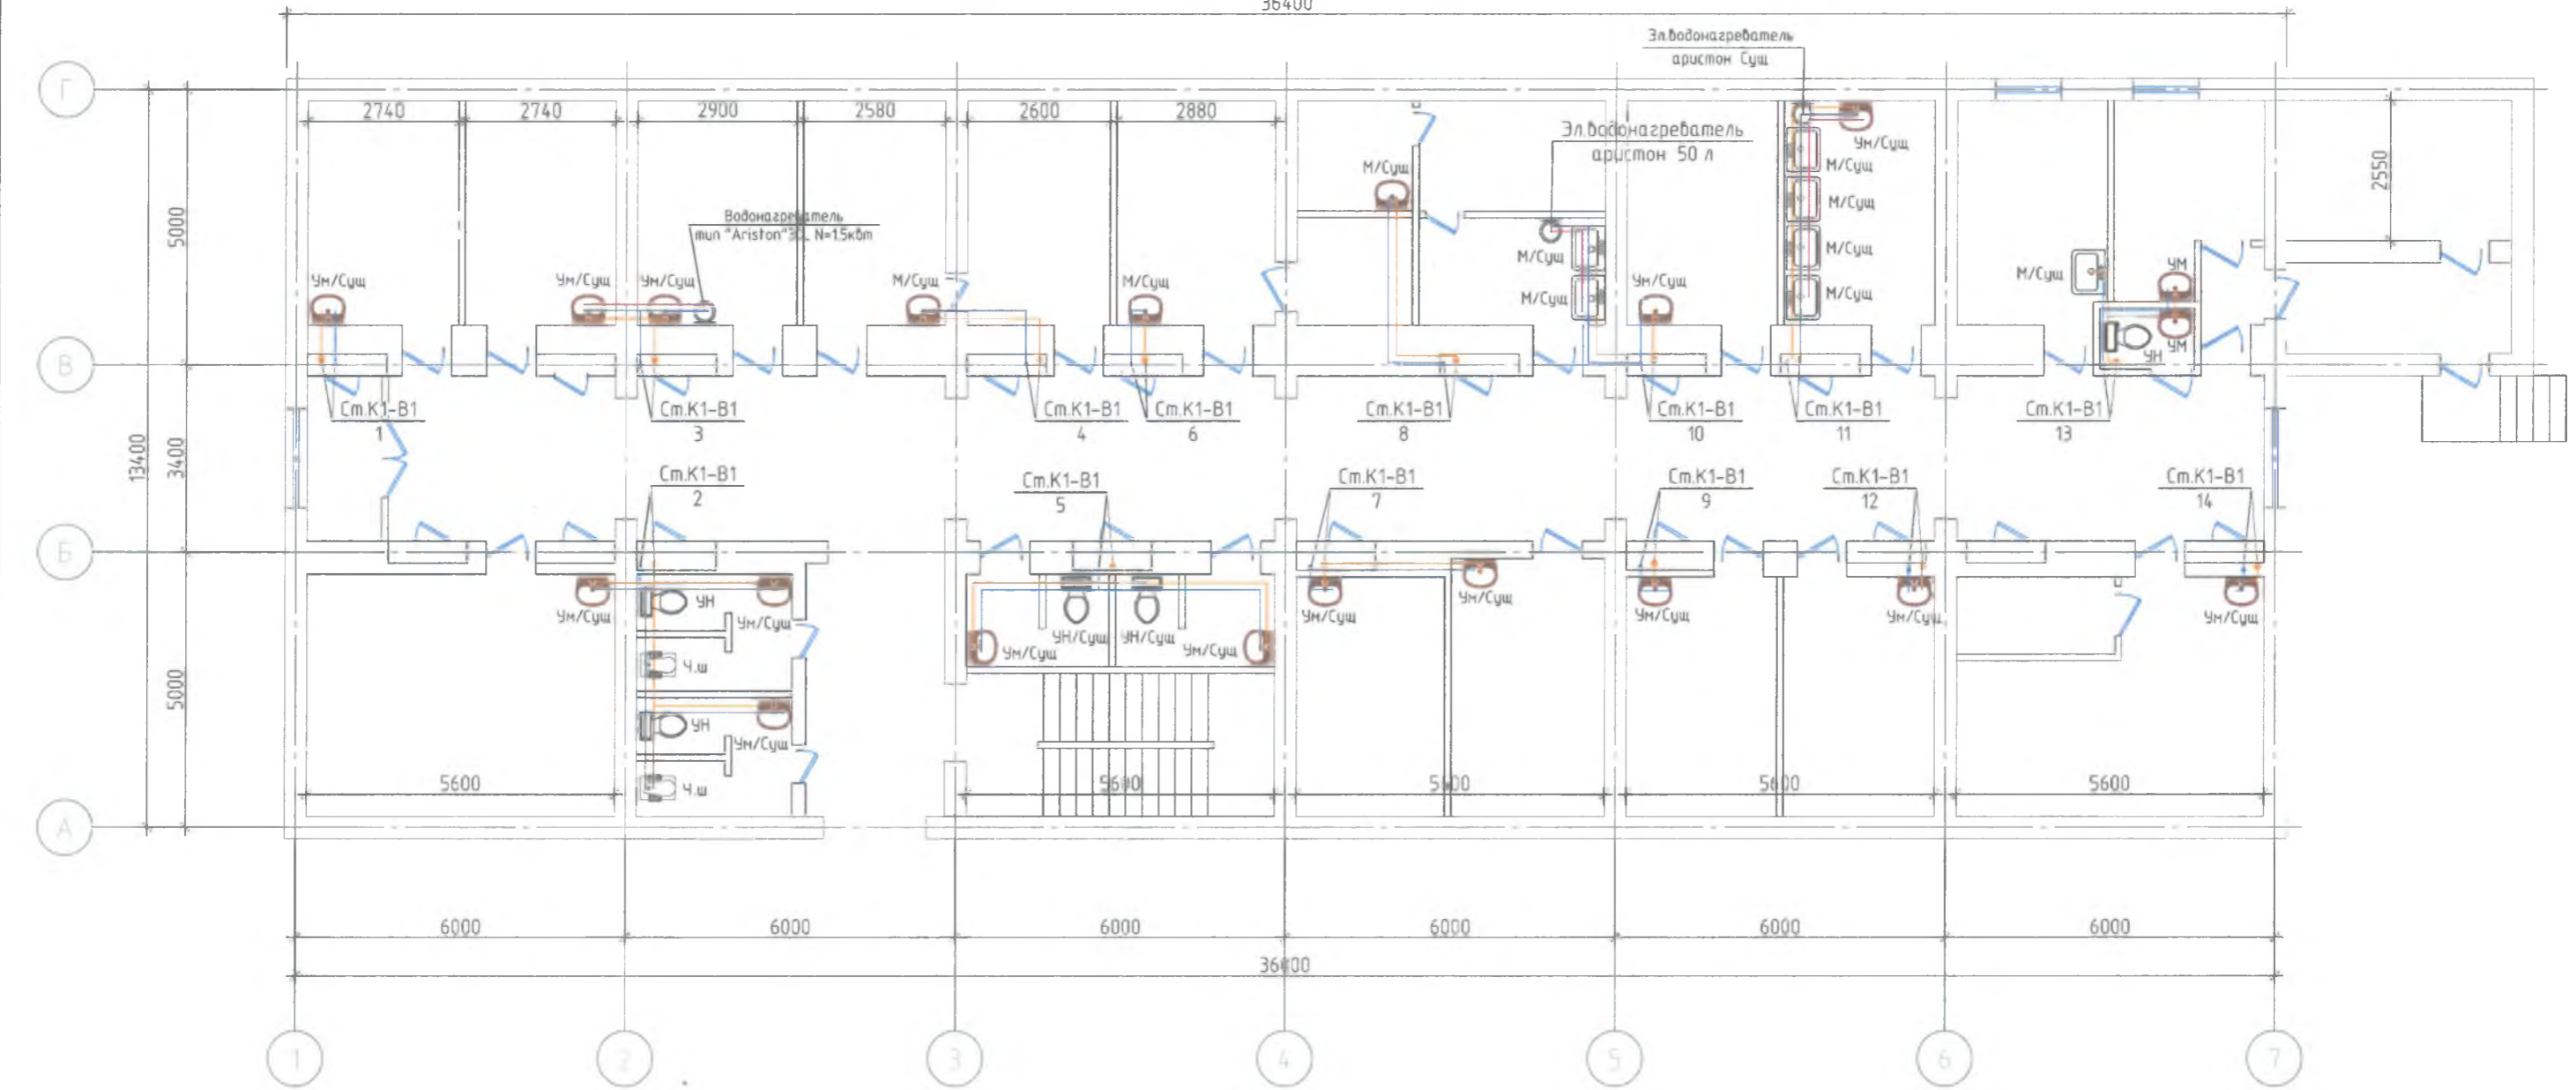 36400
Эл.водонагреватель
аристон Сущ
Г
2740
2740
2900
2580
2600
2880
Эл.водонагреватель
аристон 50 л
Ум/Сущ
М/Сущ
М/Сущ
М/Сущ
М/Сущ
М/Сущ
2550
5000
Водонагреватель
тип "Ariston"30L N=1.5кВт
Ум/Сущ
Ум/Сущ
Ум/Сущ
М/Сущ
М/Сущ
М/Сущ
М/Сущ
Ум/Сущ
М/Сущ
УМ
УМ
УН
В
Ст.К1-В1
1
Ст.К1-В1
3
Ст.К1-В1
4
Ст.К1-В1
6
Ст.К1-В1
8
Ст.К1-В1
10
Ст.К1-В1
11
Ст.К1-В1
13
13400
3400
Ст.К1-В1
2
Ст.К1-В1
5
Ст.К1-В1
7
Ст.К1-В1
9
Ст.К1-В1
12
Ст.К1-В1
14
Б
Ум/Сущ
УН
Ум/Сущ
Ч.ш
УН
Ум/Сущ
Ч.ш
Ум/Сущ
УН/Сущ
УН/Сущ
Ум/Сущ
Ум/Сущ
Ум/Сущ
Ум/Сущ
Ум/Сущ
Ум/Сущ
5000
5600
5600
5600
5600
5600
А
6000
6000
6000
6000
6000
6000
36000
1
2
3
4
5
6
7